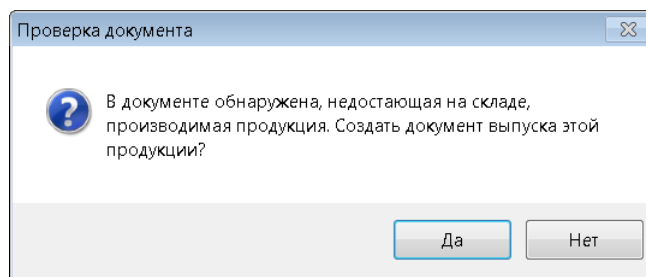 Проверка документа
В документе обнаружена, недостающая на складе,
производимая продукция. Создать документ выпуска этой
продукции?
Да
Нет